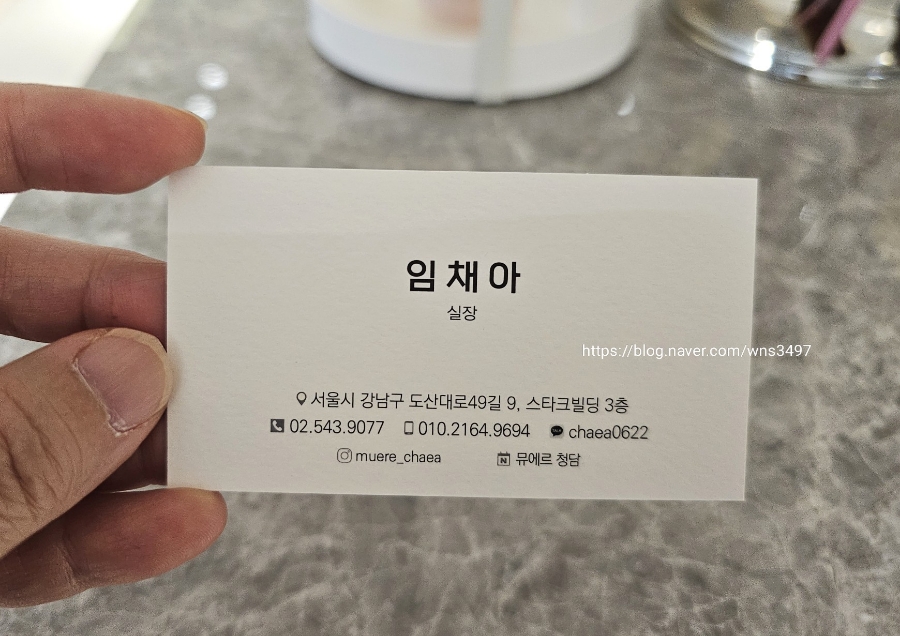 임채아
실장
https://blog.naver.com/wns3497
서울시 강남구 도산대로49길 9, 스타크빌딩 3층
02.543.9077 010.2164.9694 TALK chaea0622
muere_chaea N 뮤에르 청담